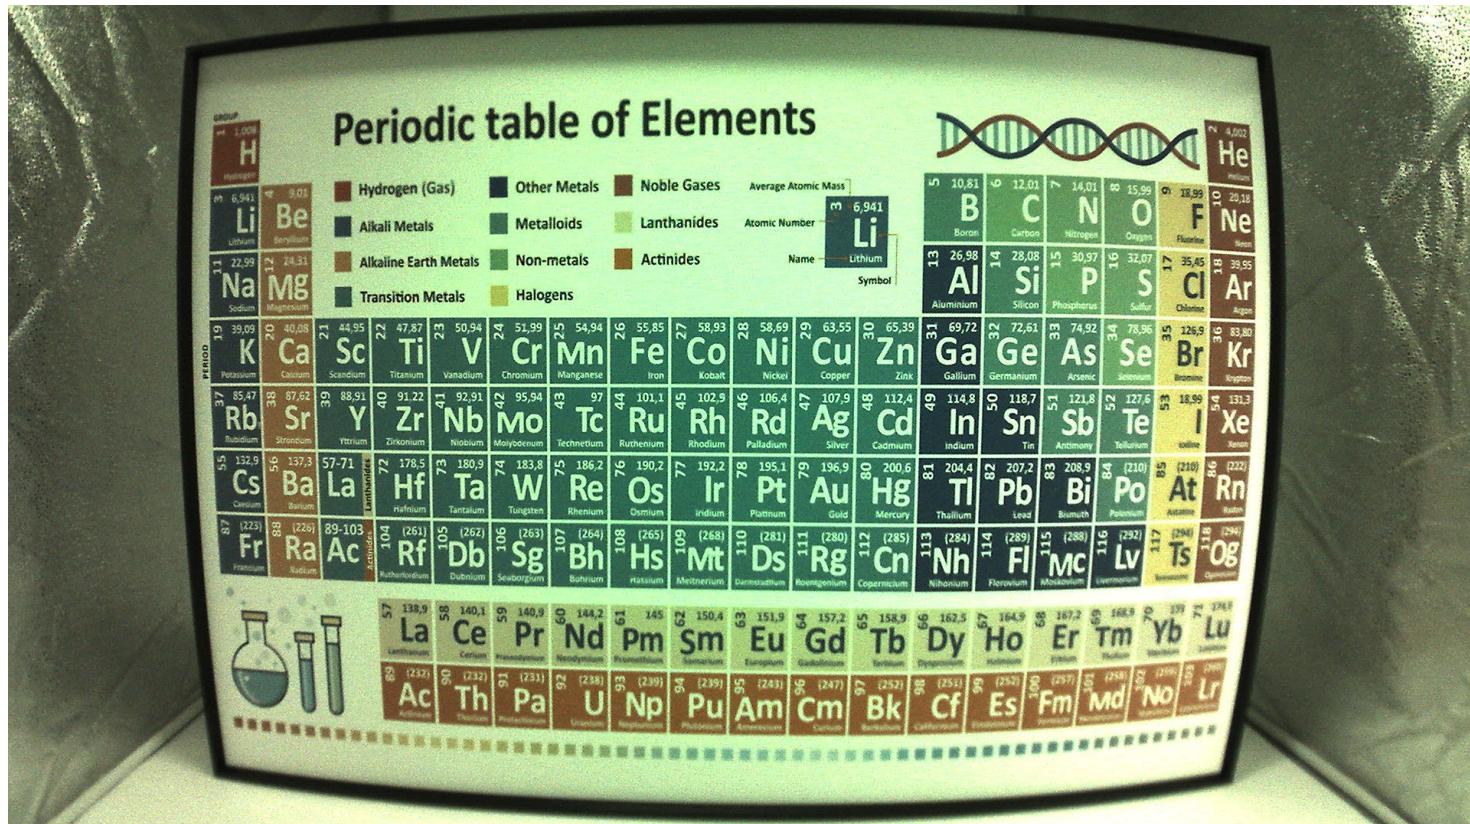 GROUP
Periodic table of Elements
Hydrogen (Gas)
Alkali Metals
Alkaline Earth Metals
Transition Metals
Other Metals
Metalloids
Non-metals
Halogens
Noble Gases
Lanthanides
Actinides
Average Atomic Mass
Atomic Number
Name
Symbol
3 6,941 Li Lithium
PERIOD
1 1,008 H Hydrogen
2 4,002 He Helium
3 6,941 Li Lithium
4 9,01 Be Beryllium
5 10,81 B Boron
6 12,01 C Carbon
7 14,01 N Nitrogen
8 15,99 O Oxygen
9 18,99 F Fluorine
10 20,18 Ne Neon
11 22,99 Na Sodium
12 24,31 Mg Magnesium
13 26,98 Al Aluminium
14 28,08 Si Silicon
15 30,97 P Phosphorus
16 32,07 S Sulfur
17 35,45 Cl Chlorine
18 39,95 Ar Argon
19 39,09 K Potassium
20 40,08 Ca Calcium
21 44,95 Sc Scandium
22 47,87 Ti Titanium
23 50,94 V Vanadium
24 51,99 Cr Chromium
25 54,94 Mn Manganese
26 55,85 Fe Iron
27 58,93 Co Kobalt
28 58,69 Ni Nickel
29 63,55 Cu Copper
30 65,39 Zn Zink
31 69,72 Ga Gallium
32 72,61 Ge Germanium
33 74,92 As Arsenic
34 78,96 Se Selenium
35 126,9 Br Bromine
36 83,80 Kr Krypton
37 85,47 Rb Rubidium
38 87,62 Sr Strontium
39 88,91 Y Yttrium
40 91,22 Zr Zirkonium
41 92,91 Nb Niobium
42 95,94 Mo Molybdenum
43 97 Tc Technetium
44 101,1 Ru Ruthenium
45 102,9 Rh Rhodium
46 106,4 Rd Palladium
47 107,9 Ag Silver
48 112,4 Cd Cadmium
49 114,8 In Indium
50 118,7 Sn Tin
51 121,8 Sb Antimony
52 127,6 Te Tellurium
53 18,99 I Iodine
54 131,3 Xe Xenon
55 132,9 Cs Caesium
56 137,3 Ba Barium
57-71 La Lanthanides
72 178,5 Hf Hafnium
73 180,9 Ta Tantalum
74 183,8 W Tungsten
75 186,2 Re Rhenium
76 190,2 Os Osmium
77 192,2 Ir Iridium
78 195,1 Pt Platinum
79 196,9 Au Gold
80 200,6 Hg Mercury
81 204,4 Tl Thallium
82 207,2 Pb Lead
83 208,9 Bi Bismuth
84 (210) Po Polonium
85 (210) At Astatine
86 (222) Rn Radon
87 (223) Fr Francium
88 (226) Ra Radium
89-103 Ac Actinides
104 (261) Rf Rutherfordium
105 (262) Db Dubnium
106 (263) Sg Seaborgium
107 (264) Bh Bohrium
108 (265) Hs Hassium
109 (268) Mt Meitnerium
110 (281) Ds Darmstadtium
111 (280) Rg Roentgenium
112 (285) Cn Copernicium
113 (284) Nh Nihonium
114 (289) Fl Flerovium
115 (288) Mc Moskovium
116 (292) Lv Livermorium
117 (294) Ts
118 (294) Og
57 138,9 La Lanthanum
58 140,1 Ce Cerium
59 140,9 Pr
60 144,2 Nd Neodymium
61 145 Pm Promethium
62 150,4 Sm Samarium
63 151,9 Eu Europium
64 157,2 Gd Gadolinium
65 158,9 Tb Terbium
66 162,5 Dy Dysprosium
67 164,9 Ho Holmium
68 167,2 Er Erbium
69 168,9 Tm Thulium
70 173 Yb
71 174,9 Lu
89 (232) Ac Actinium
90 (232) Th Thorium
91 (231) Pa Protactinium
92 (238) U Uranium
93 (239) Np Neptunium
94 (239) Pu Plutonium
95 (243) Am Americium
96 (247) Cm Curium
97 (252) Bk Berkelium
98 (251) Cf Californium
99 (252) Es Einsteinium
100 (257) Fm Fermium
101 (258) Md
102 (259) No
103 (260) Lr